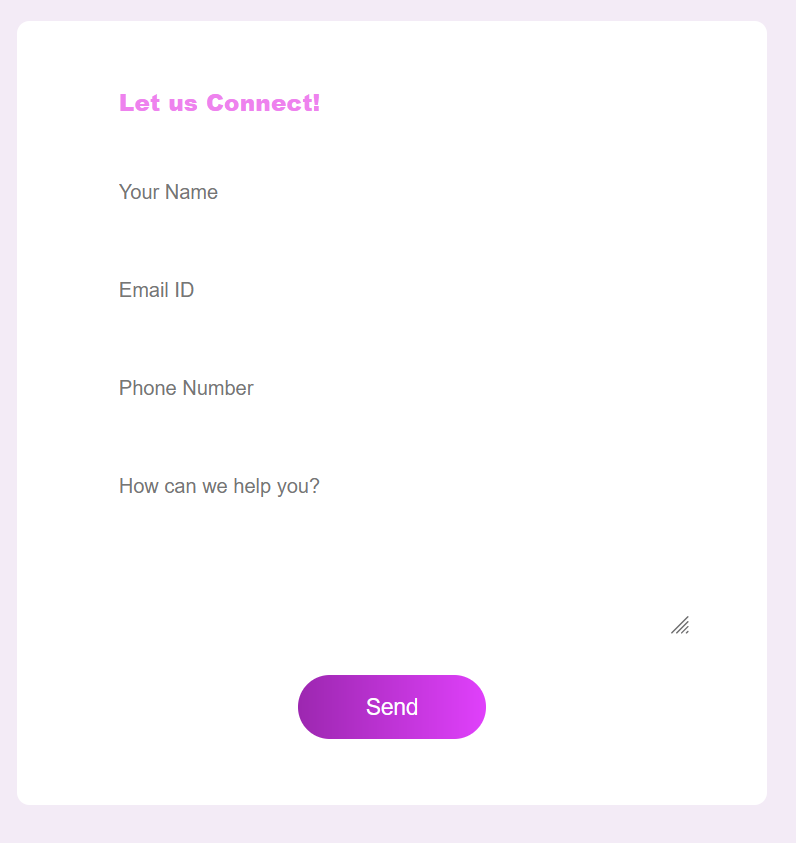 Let us Connect!
Your Name
Email ID
Phone Number
How can we help you?
Send